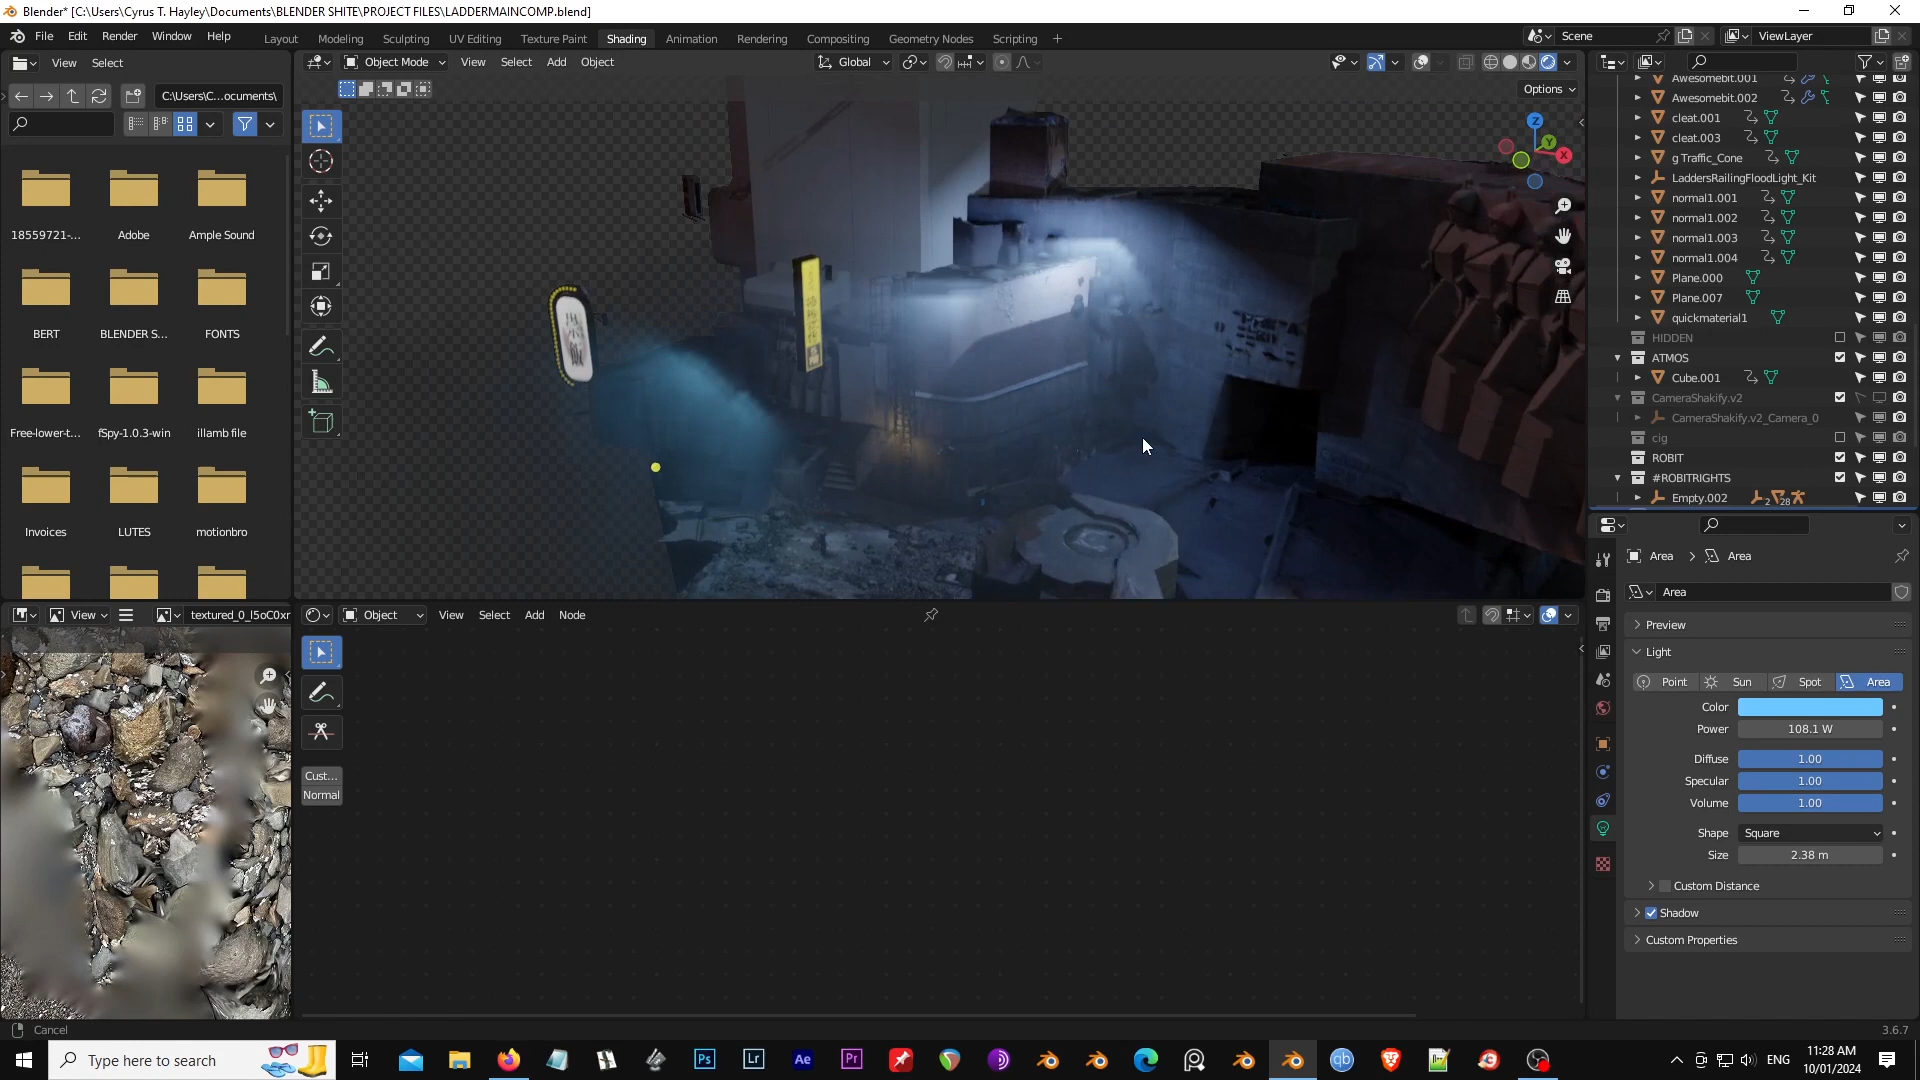 Blender* [C:\Users\Cyrus T. Hayley\Documents\BLENDER SHITE\PROJECT FILES\LADDERMAINCOMP.blend]
File Edit Render Window Help Layout Modeling Sculpting UV Editing Texture Paint Shading Animation Rendering Compositing Geometry Nodes Scripting + Scene ViewLayer
View Select Object Mode View Select Add Object Global
C:\Users\C...ocuments\ Options
18559721-... Adobe Ample Sound
BERT BLENDER S... FONTS
Free-lower-t... fSpy-1.0.3-win illamb file
Invoices LUTES motionbro
Z
Y
X
Awesomebit.001
Awesomebit.002
cleat.001
cleat.003
g Traffic_Cone
LaddersRailingFloodLight_Kit
normal1.001
normal1.002
normal1.003
normal1.004
Plane.000
Plane.007
quickmaterial1
HIDDEN
ATMOS
Cube.001
CameraShakify.v2
CameraShakify.v2_Camera_0
cig
ROBIT
#ROBITRIGHTS
Empty.002 2 28
Area Area
Area
Preview
Light
Point Sun Spot Area
Color
Power 108.1 W
Diffuse 1.00
Specular 1.00
Volume 1.00
Shape Square
Size 2.38 m
Custom Distance
Shadow
Custom Properties
View textured_0_l5oC0xr
Object View Select Add Node
Cust...
Normal
Cancel
3.6.7
Type here to search
Ps Lr Ae Pr qb
ENG
11:28 AM
10/01/2024